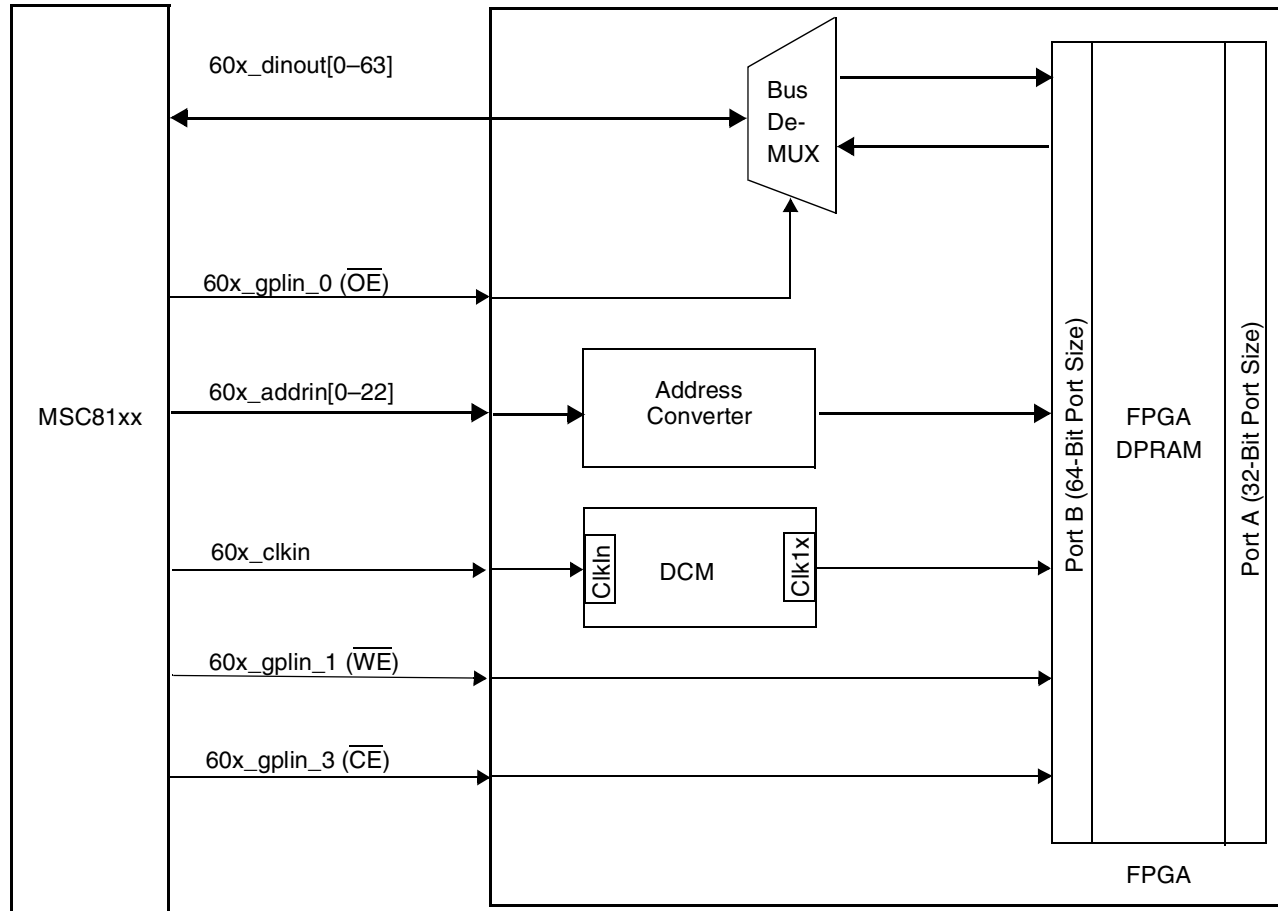 60x_dinout[0–63]
Bus
De-
MUX
60x_gplin_0 (OE)
60x_addrin[0–22]
Address
Converter
MSC81xx
FPGA
DPRAM
Port B (64-Bit Port Size)
Port A (32-Bit Port Size)
60x_clkin
ClkIn
DCM
Clk1x
60x_gplin_1 (WE)
60x_gplin_3 (CE)
FPGA